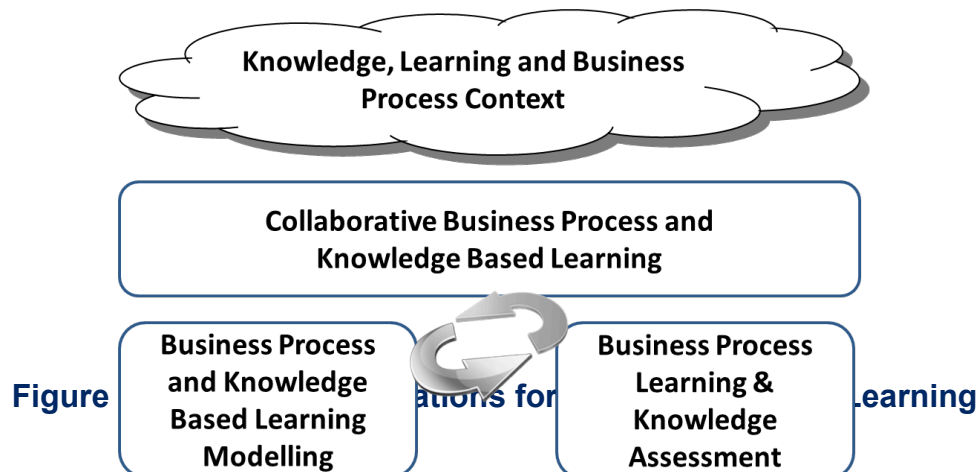 Knowledge, Learning and Business
Process Context
Collaborative Business Process and
Knowledge Based Learning
Business Process
and Knowledge
Based Learning
Modelling
Business Process
Learning &
Knowledge
Assessment
Figure for Learning